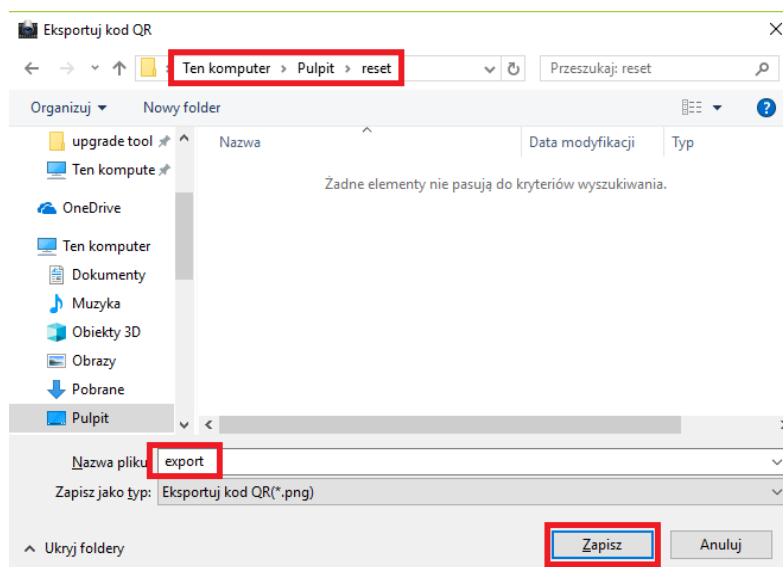 Eksportuj kod QR
Ten komputer › Pulpit › reset
Przeszukaj: reset
Organizuj
Nowy folder
upgrade tool
Nazwa
Data modyfikacji
Typ
Ten kompute
Żadne elementy nie pasują do kryteriów wyszukiwania.
OneDrive
Ten komputer
Dokumenty
Muzyka
Obiekty 3D
Obrazy
Pobrane
Pulpit
Nazwa pliku export
Zapisz jako typ: Eksportuj kod QR(*.png)
Ukryj foldery
Zapisz
Anuluj